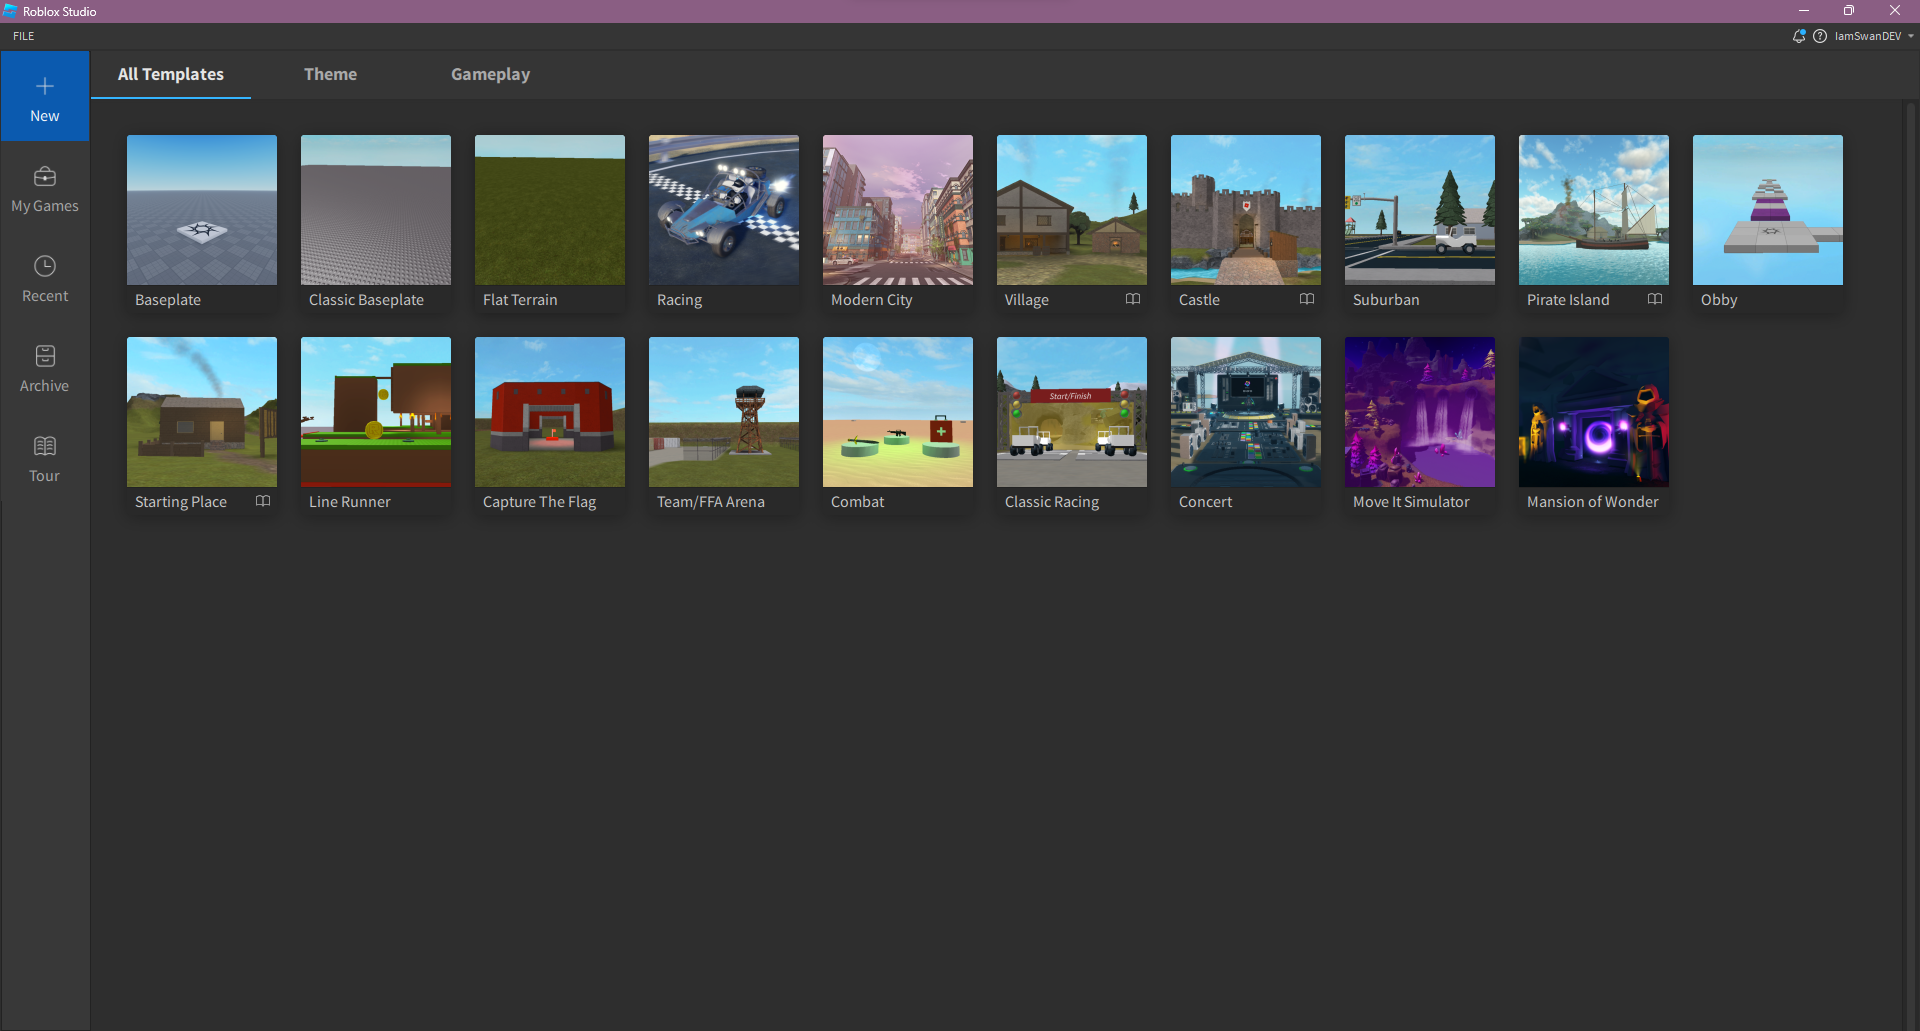 Roblox Studio
FILE
IamSwanDEV
New
My Games
Recent
Archive
Tour
All Templates Theme Gameplay
Baseplate
Classic Baseplate
Flat Terrain
Racing
Modern City
Village
Castle
Suburban
Pirate Island
Obby
Start/Finish
Starting Place
Line Runner
Capture The Flag
Team/FFA Arena
Combat
Classic Racing
Concert
Move It Simulator
Mansion of Wonder